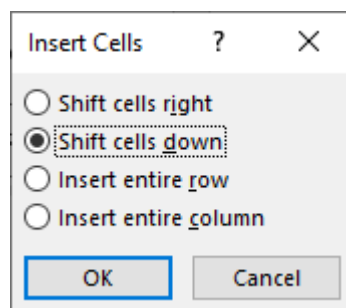 Insert Cells ?
Shift cells right
Shift cells down
Insert entire row
Insert entire column
OK Cancel